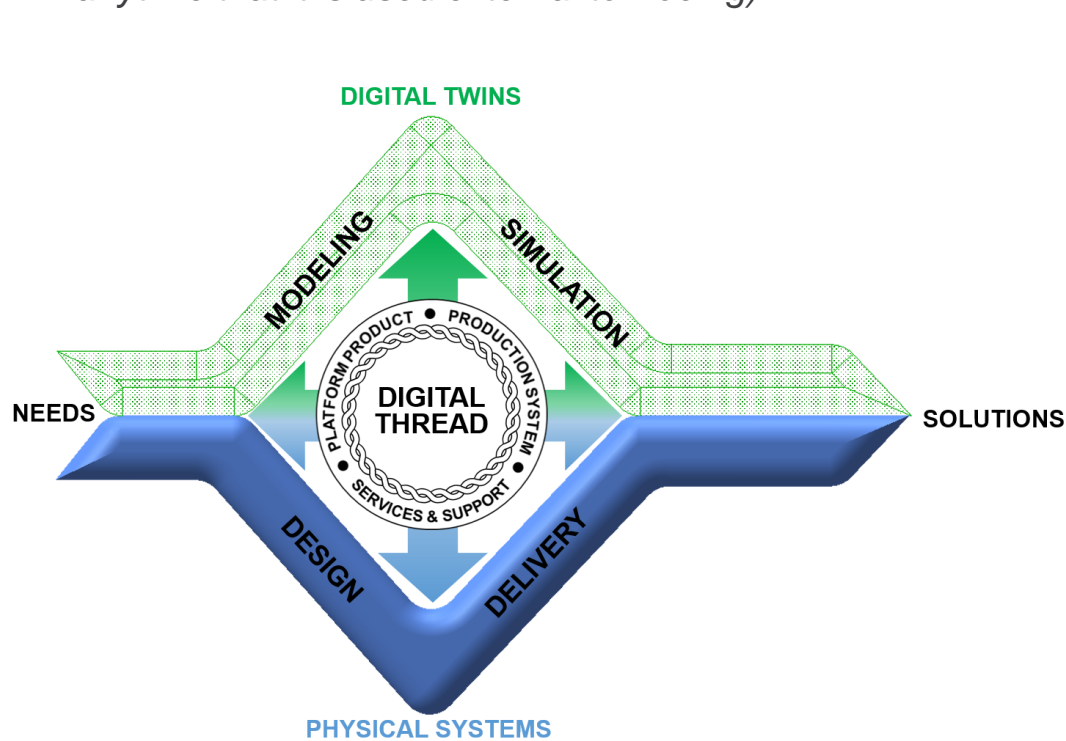 DIGITAL TWINS
MODELING
SIMULATION
PLATFORM PRODUCT • PRODUCTION SYSTEM • SERVICES & SUPPORT •
DIGITAL
THREAD
NEEDS
SOLUTIONS
DESIGN
DELIVERY
PHYSICAL SYSTEMS